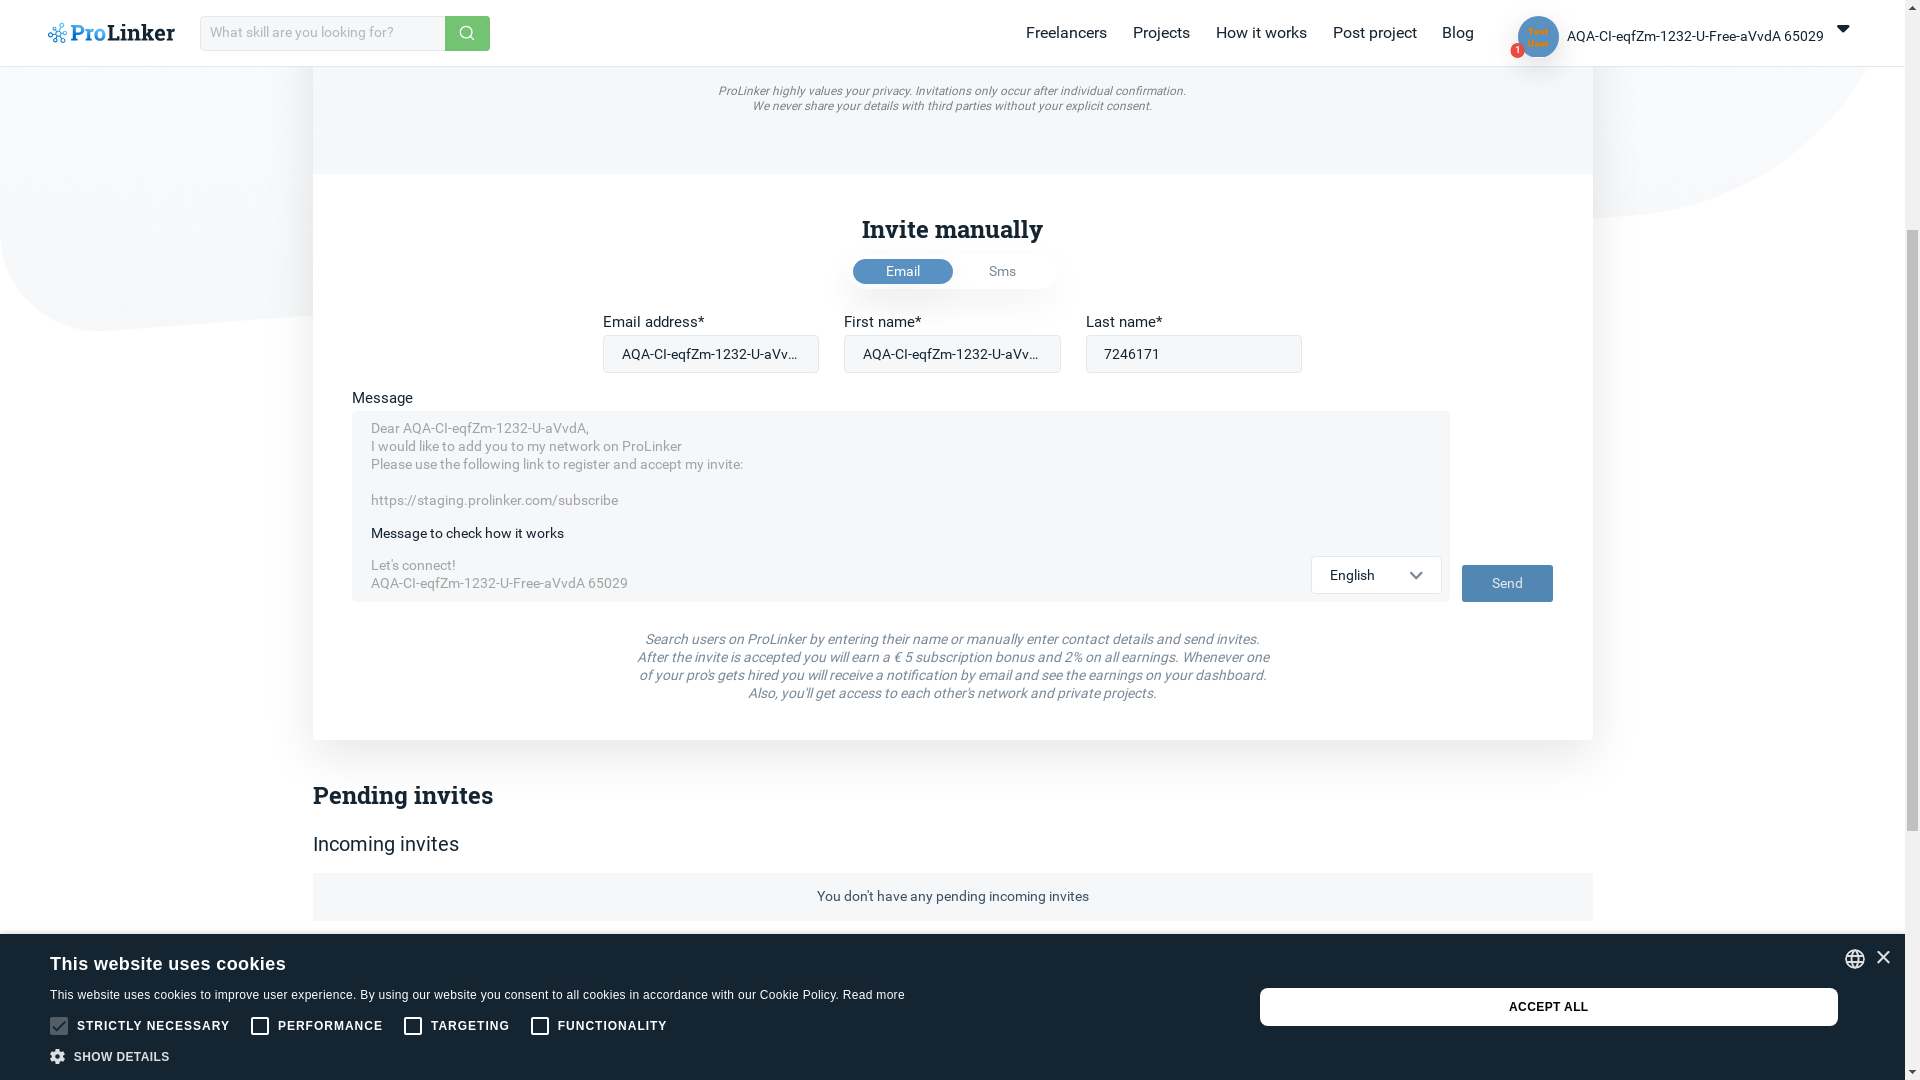 ProLinker
What skill are you looking for?
Freelancers
Projects
How it works
Post project
Blog
Test
User
1
AQA-CI-eqfZm-1232-U-Free-aVvdA 65029
ProLinker highly values your privacy. Invitations only occur after individual confirmation.
We never share your details with third parties without your explicit consent.
Invite manually
Email
Sms
Email address*
First name*
Last name*
AQA-CI-eqfZm-1232-U-aVv...
AQA-CI-eqfZm-1232-U-aVv...
7246171
Message
Dear AQA-CI-eqfZm-1232-U-aVvdA,
I would like to add you to my network on ProLinker
Please use the following link to register and accept my invite:
https://staging.prolinker.com/subscribe
Message to check how it works
Let's connect!
AQA-CI-eqfZm-1232-U-Free-aVvdA 65029
English
Send
Search users on ProLinker by entering their name or manually enter contact details and send invites.
After the invite is accepted you will earn a € 5 subscription bonus and 2% on all earnings. Whenever one
of your pro's gets hired you will receive a notification by email and see the earnings on your dashboard.
Also, you'll get access to each other's network and private projects.
Pending invites
Incoming invites
You don't have any pending incoming invites
This website uses cookies
This website uses cookies to improve user experience. By using our website you consent to all cookies in accordance with our Cookie Policy. Read more
STRICTLY NECESSARY
PERFORMANCE
TARGETING
FUNCTIONALITY
SHOW DETAILS
ACCEPT ALL
×